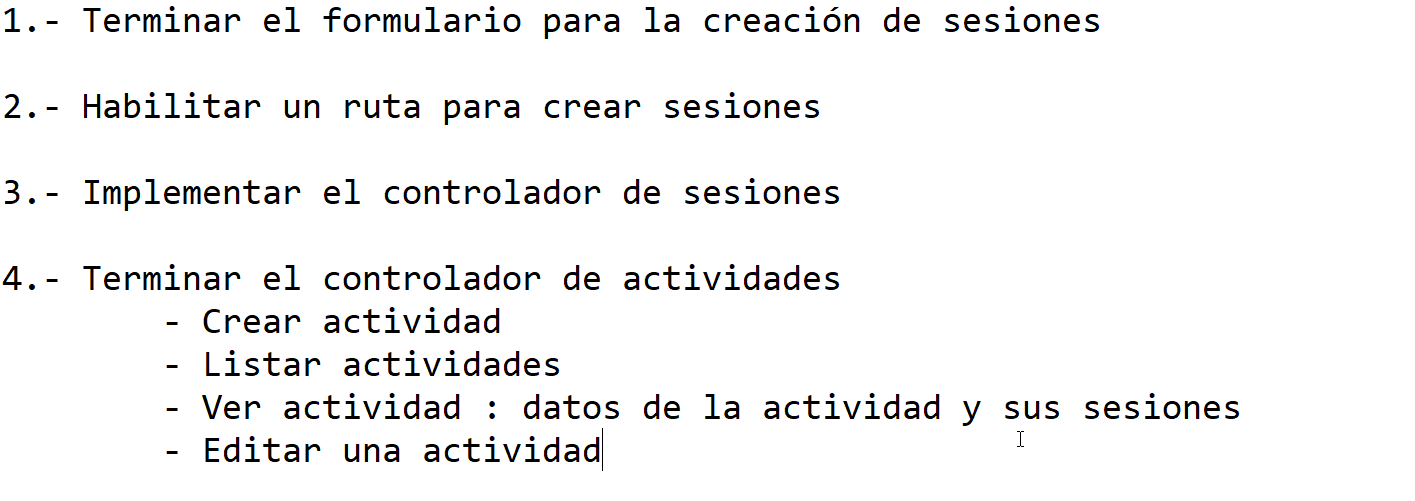 1.- Terminar el formulario para la creación de sesiones
2.- Habilitar un ruta para crear sesiones
3.- Implementar el controlador de sesiones
4.- Terminar el controlador de actividades
- Crear actividad
- Listar actividades
- Ver actividad : datos de la actividad y sus sesiones
- Editar una actividad